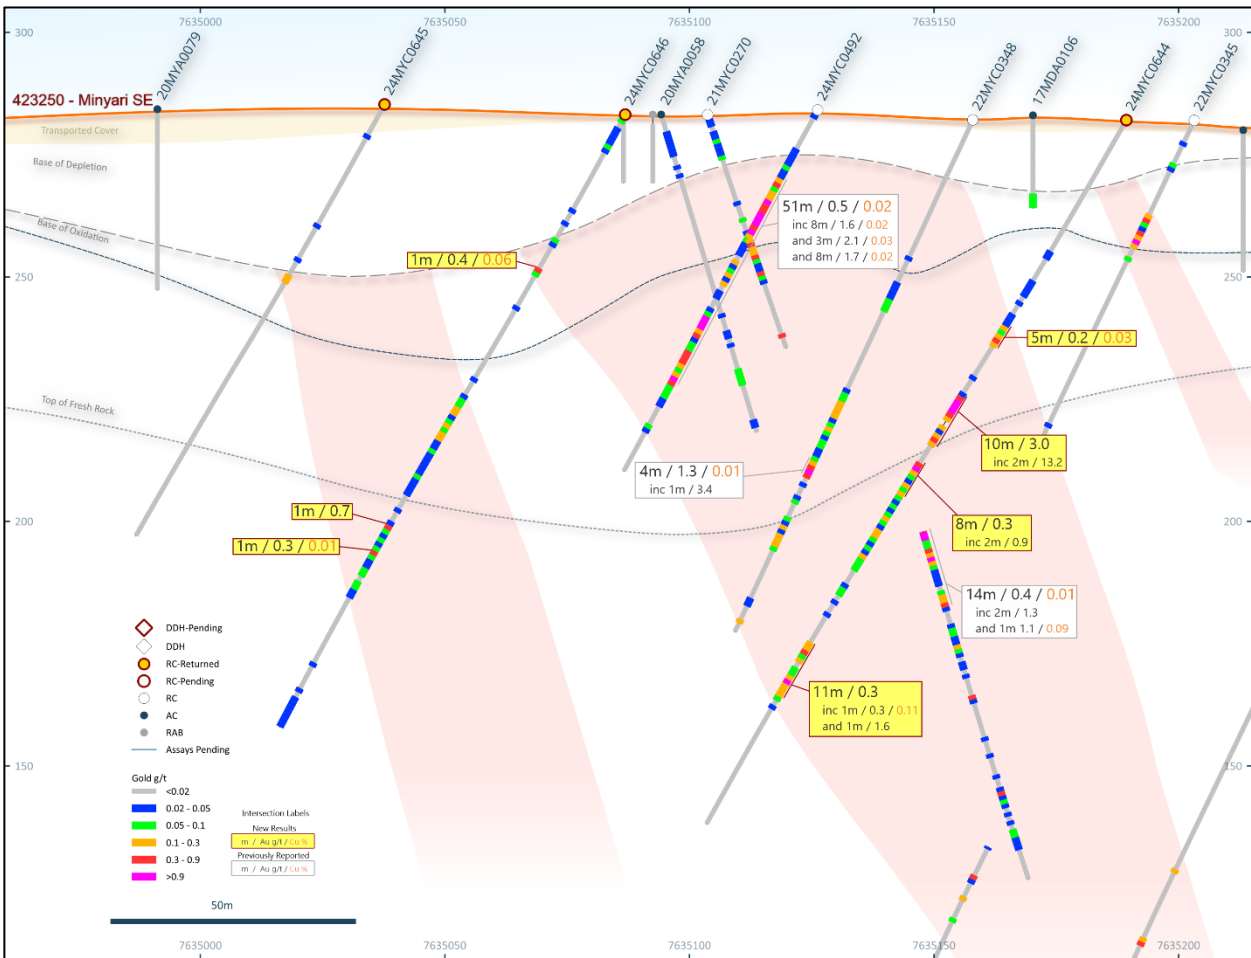 7635000 7635050 7635100 7635150 7635200
300 300
20MYA0079
24MYC0645
24MYC0646
20MYA0058
21MYC0270
24MYC0492
22MYC0348
17MDA0106
24MYC0644
22MYC0345
423250 - Minyari SE
Transported Cover
Base of Depletion
Base of Oxidation
Top of Fresh Rock
51m / 0.5 / 0.02
inc 8m / 1.6 / 0.02
and 3m / 2.1 / 0.03
and 8m / 1.7 / 0.02
1m / 0.4 / 0.06
250 250
5m / 0.2 / 0.03
10m / 3.0
inc 2m / 13.2
4m / 1.3 / 0.01
inc 1m / 3.4
1m / 0.7
200 200
8m / 0.3
inc 2m / 0.9
1m / 0.3 / 0.01
14m / 0.4 / 0.01
inc 2m / 1.3
and 1m 1.1 / 0.09
11m / 0.3
inc 1m / 0.3 / 0.11
and 1m / 1.6
150 150
DDH-Pending
DDH
RC-Returned
RC-Pending
RC
AC
RAB
Assays Pending
Gold g/t
<0.02
0.02 - 0.05
0.05 - 0.1
0.1 - 0.3
0.3 - 0.9
>0.9
Intersection Labels
New Results
m / Au g/t / Cu %
Previously Reported
m / Au g/t / Cu %
50m
7635000 7635050 7635100 7635150 7635200